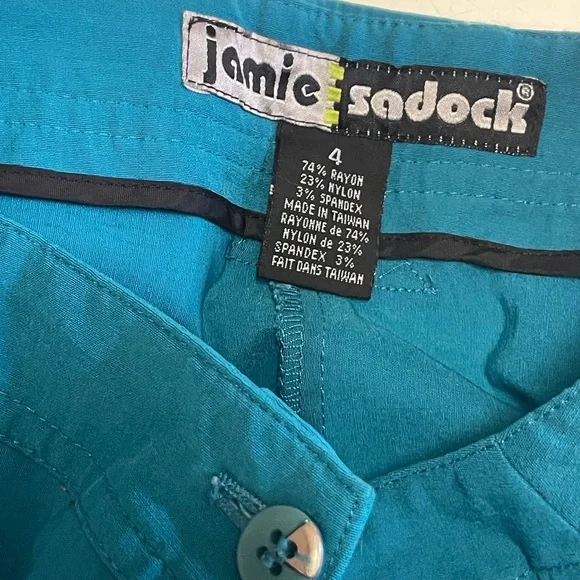 jamie sadock®
4
74% RAYON
23% NYLON
3% SPANDEX
MADE IN TAIWAN
RAYONNE de 74%
NYLON de 23%
SPANDEX 3%
FAIT DANS TAIWAN